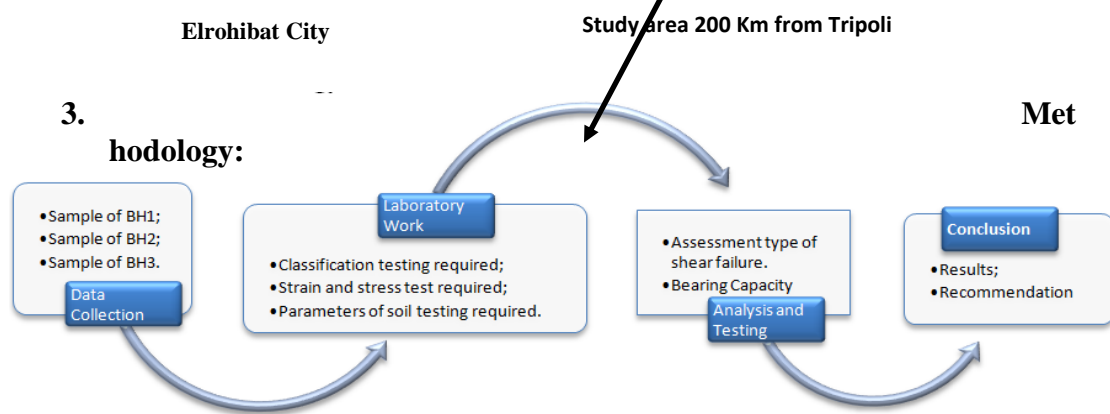 Elrohibat City
Study area 200 Km from Tripoli
3. Met
hodology:
•Sample of BH1;
•Sample of BH2;
•Sample of BH3.
Data
Collection
Laboratory
Work
•Classification testing required;
•Strain and stress test required;
•Parameters of soil testing required.
•Assessment type of
shear failure.
•Bearing Capacity
Analysis and
Testing
Conclusion
•Results;
•Recommendation